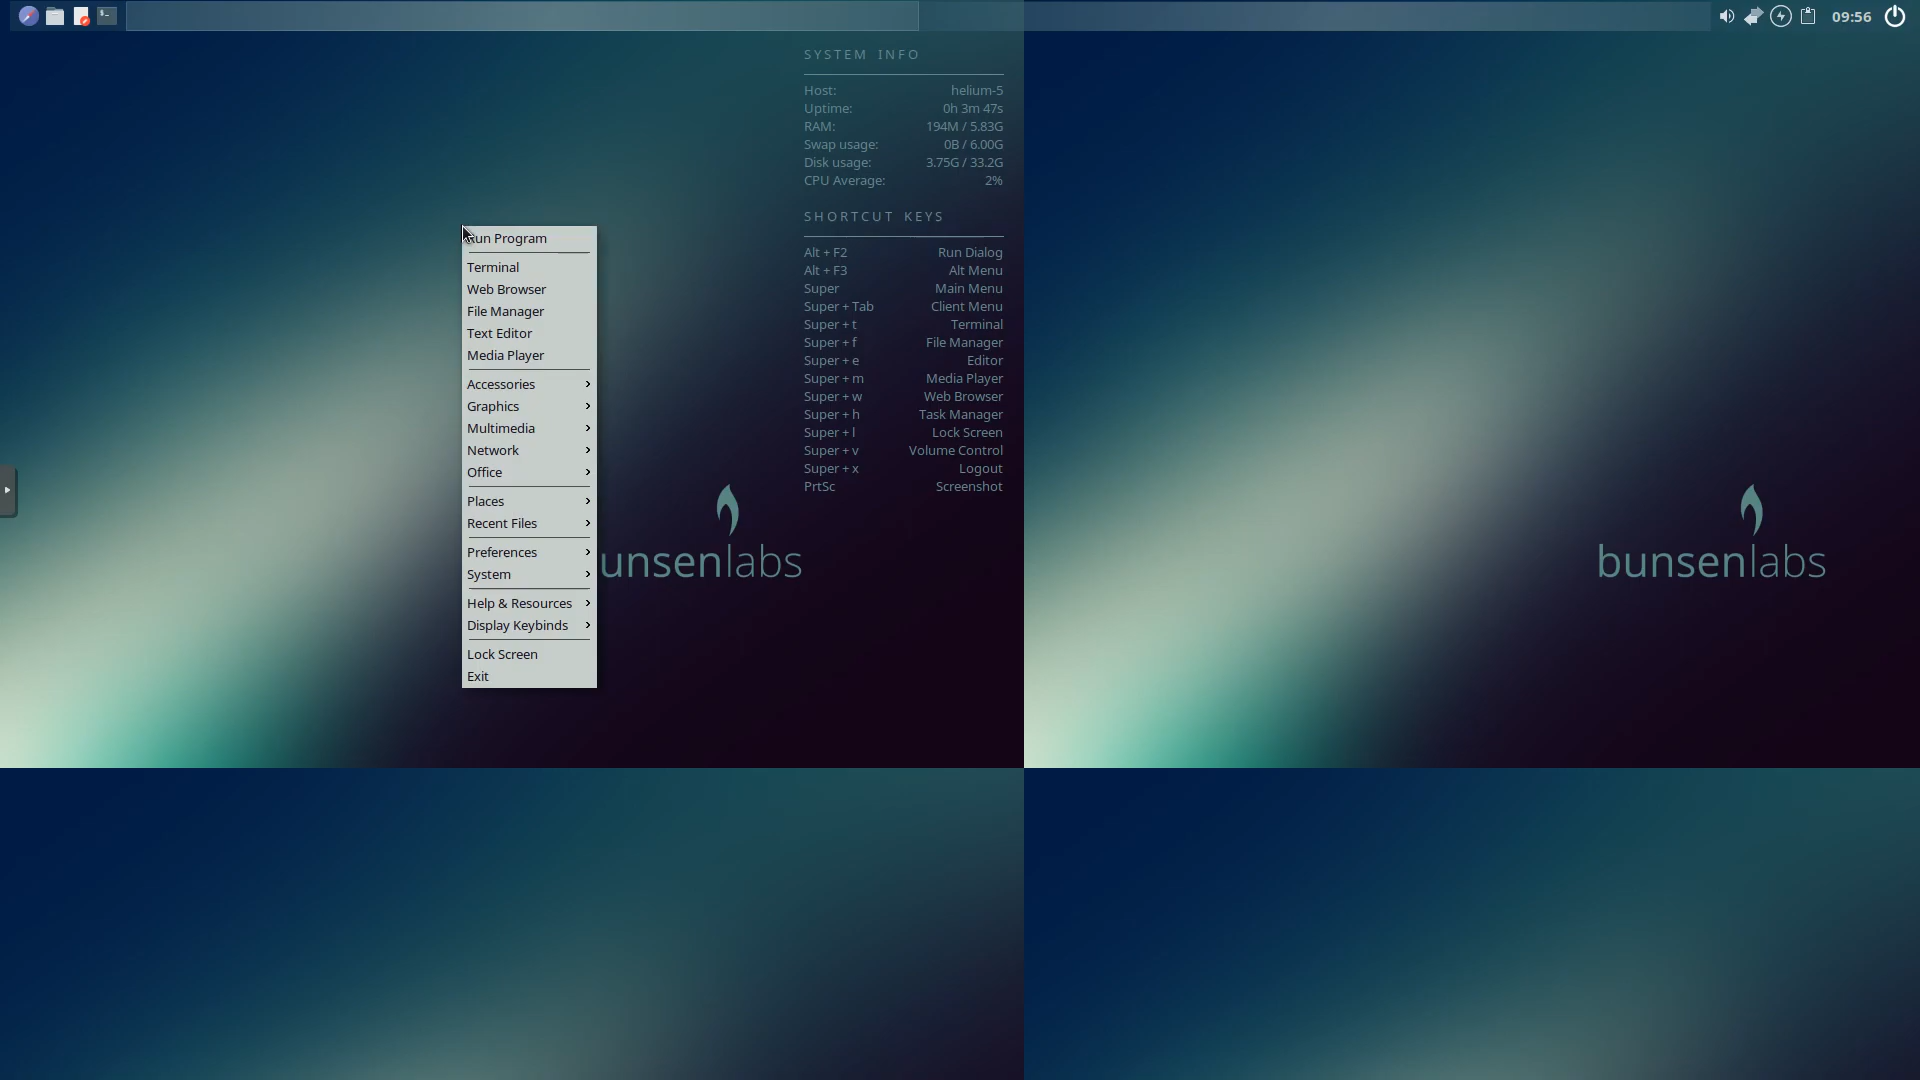 09:56
SYSTEM INFO
Host: helium-5
Uptime: 0h 3m 47s
RAM: 194M / 5.83G
Swap usage: 0B / 6.00G
Disk usage: 3.75G / 33.2G
CPU Average: 2%
SHORTCUT KEYS
Alt + F2 Run Dialog
Alt + F3 Alt Menu
Super Main Menu
Super + Tab Client Menu
Super + t Terminal
Super + f File Manager
Super + e Editor
Super + m Media Player
Super + w Web Browser
Super + h Task Manager
Super + l Lock Screen
Super + v Volume Control
Super + x Logout
PrtSc Screenshot
un Program
Terminal
Web Browser
File Manager
Text Editor
Media Player
Accessories
Graphics
Multimedia
Network
Office
Places
Recent Files
Preferences
System
Help & Resources
Display Keybinds
Lock Screen
Exit
unsenlabs
bunsenlabs